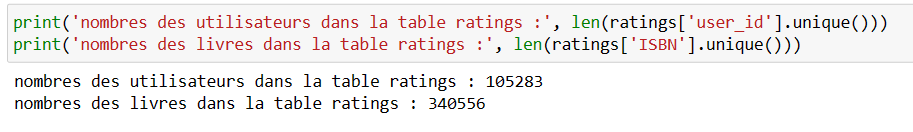 print('nombres des utilisateurs dans la table ratings :', len(ratings['user_id'].unique()))
print('nombres des livres dans la table ratings :', len(ratings['ISBN'].unique()))
nombres des utilisateurs dans la table ratings : 105283
nombres des livres dans la table ratings : 340556